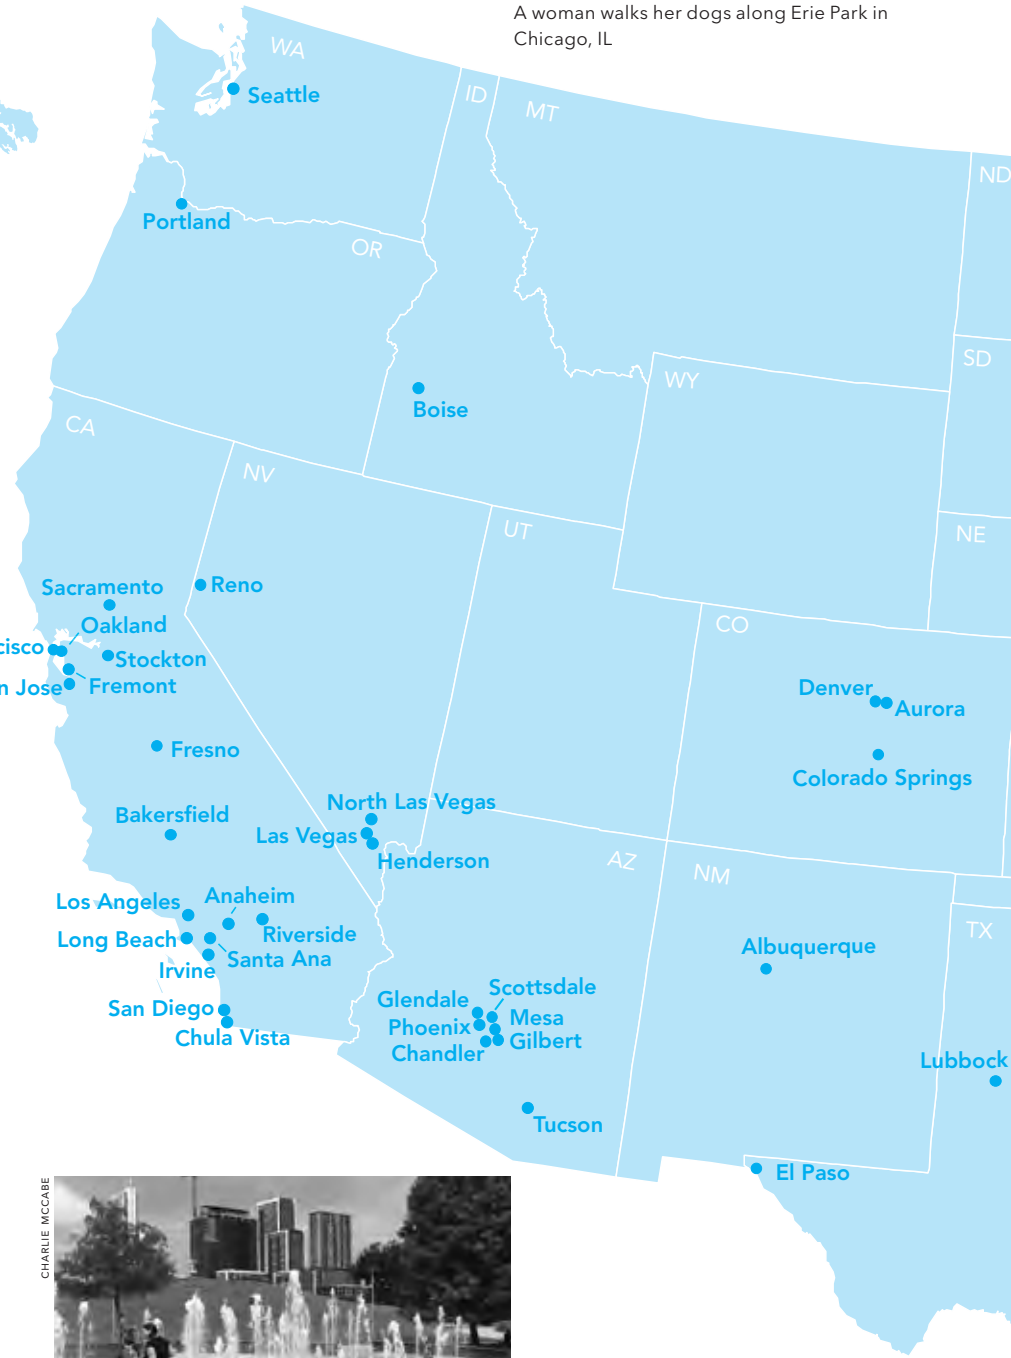 A woman walks her dogs along Erie Park in
Chicago, IL
WA
Seattle
ID
MT
ND
Portland
OR
SD
WY
Boise
CA
NV
UT
NE
Sacramento
Reno
Oakland
CO
cisco
Stockton
n Jose
Fremont
Denver
Aurora
Fresno
Colorado Springs
North Las Vegas
Bakersfield
Las Vegas
Henderson
AZ
NM
Los Angeles
Anaheim
TX
Long Beach
Riverside
Albuquerque
Santa Ana
Irvine
Scottsdale
Glendale
San Diego
Mesa
Phoenix
Chula Vista
Gilbert
Chandler
Lubbock
Tucson
El Paso
CHARLIE MCCABE